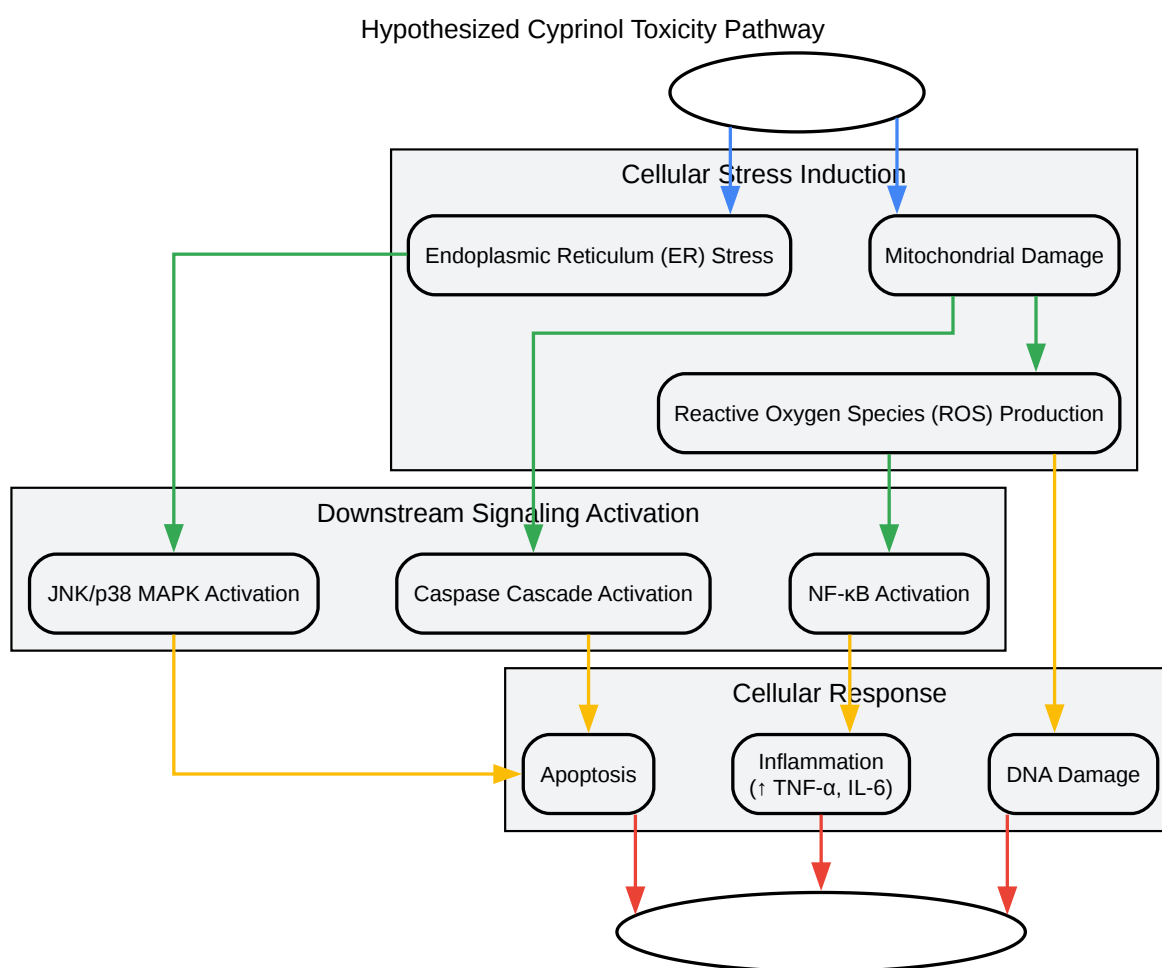 Hypothesized Cyprinol Toxicity Pathway
Cellular Stress Induction
Endoplasmic Reticulum (ER) Stress
Mitochondrial Damage
Reactive Oxygen Species (ROS) Production
Downstream Signaling Activation
JNK/p38 MAPK Activation
Caspase Cascade Activation
NF-κB Activation
Cellular Response
Apoptosis
Inflammation
(↑ TNF-α, IL-6)
DNA Damage